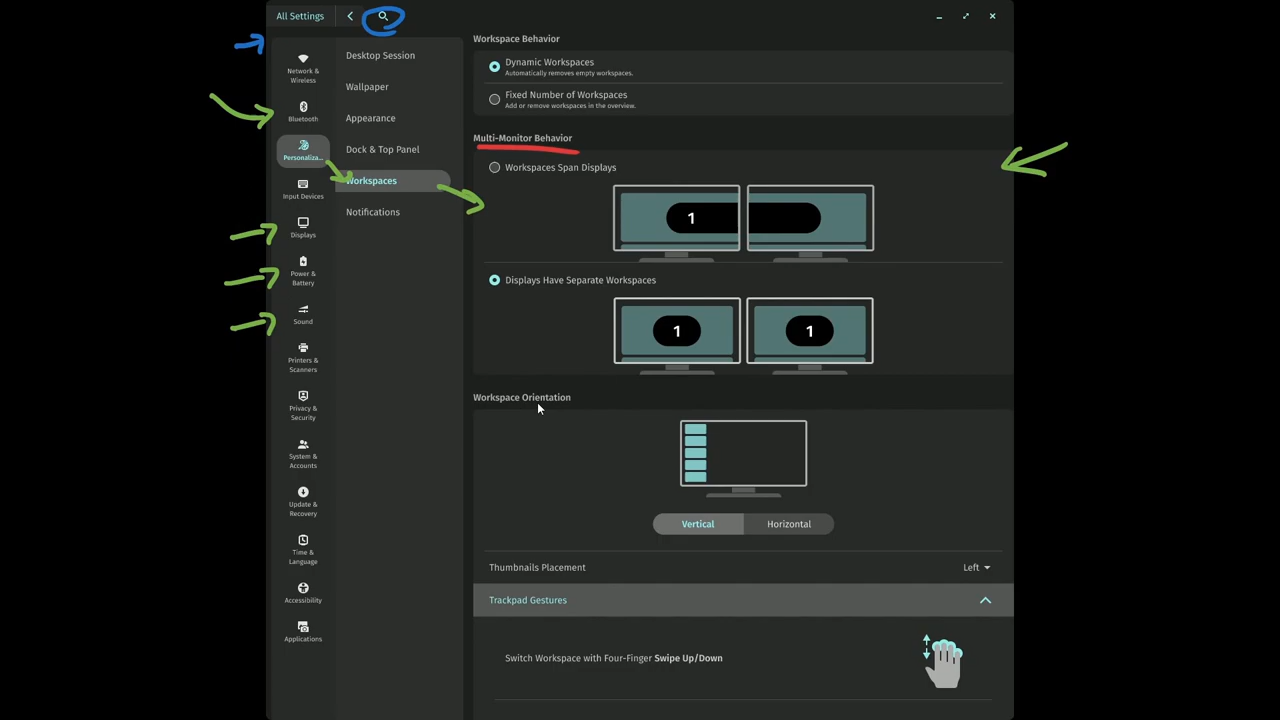 All Settings
Network &
Wireless
Bluetooth
Personaliza...
Input Devices
Displays
Power &
Battery
Sound
Printers &
Scanners
Privacy &
Security
System &
Accounts
Update &
Recovery
Time &
Language
Accessibility
Applications
Desktop Session
Wallpaper
Appearance
Dock & Top Panel
Workspaces
Notifications
Workspace Behavior
Dynamic Workspaces
Automatically removes empty workspaces.
Fixed Number of Workspaces
Add or remove workspaces in the overview.
Multi-Monitor Behavior
Workspaces Span Displays
1
Displays Have Separate Workspaces
1 1
Workspace Orientation
Vertical Horizontal
Thumbnails Placement Left
Trackpad Gestures
Switch Workspace with Four-Finger Swipe Up/Down